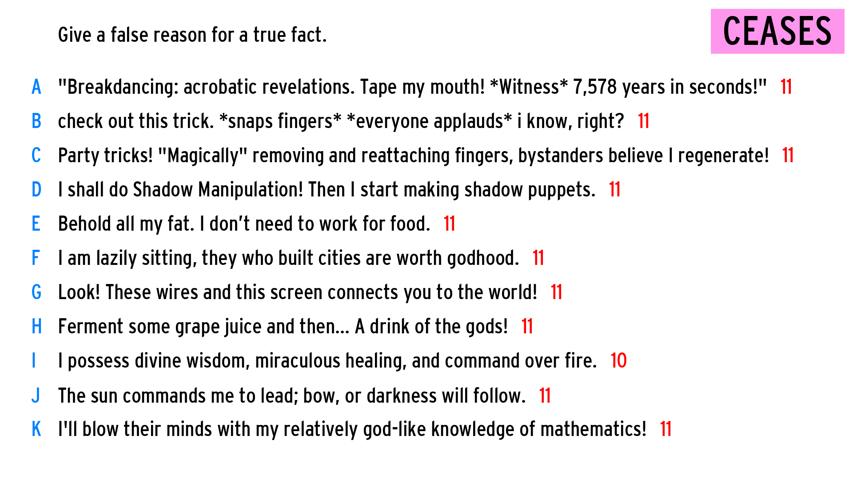 Give a false reason for a true fact.
CEASES
A "Breakdancing: acrobatic revelations. Tape my mouth! *Witness* 7,578 years in seconds!" 11
B check out this trick. *snaps fingers* *everyone applauds* i know, right? 11
C Party tricks! "Magically" removing and reattaching fingers, bystanders believe I regenerate! 11
D I shall do Shadow Manipulation! Then I start making shadow puppets. 11
E Behold all my fat. I don't need to work for food. 11
F I am lazily sitting, they who built cities are worth godhood. 11
G Look! These wires and this screen connects you to the world! 11
H Ferment some grape juice and then... A drink of the gods! 11
I I possess divine wisdom, miraculous healing, and command over fire. 10
J The sun commands me to lead; bow, or darkness will follow. 11
K I'll blow their minds with my relatively god-like knowledge of mathematics! 11